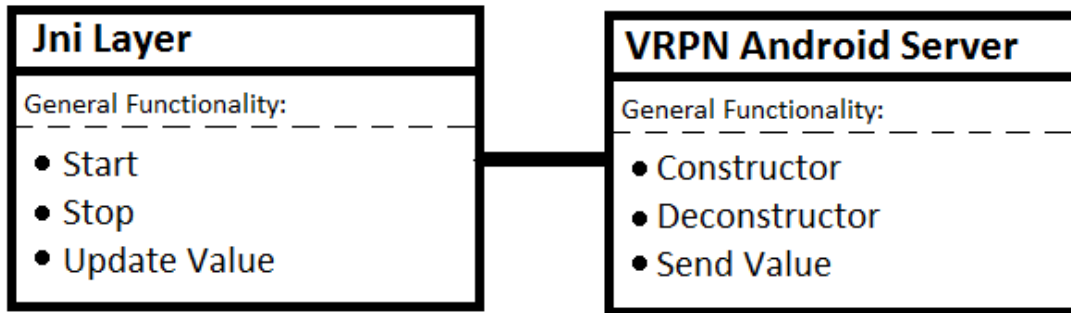 Jni Layer
General Functionality:
• Start
• Stop
• Update Value
VRPN Android Server
General Functionality:
• Constructor
• Deconstructor
• Send Value